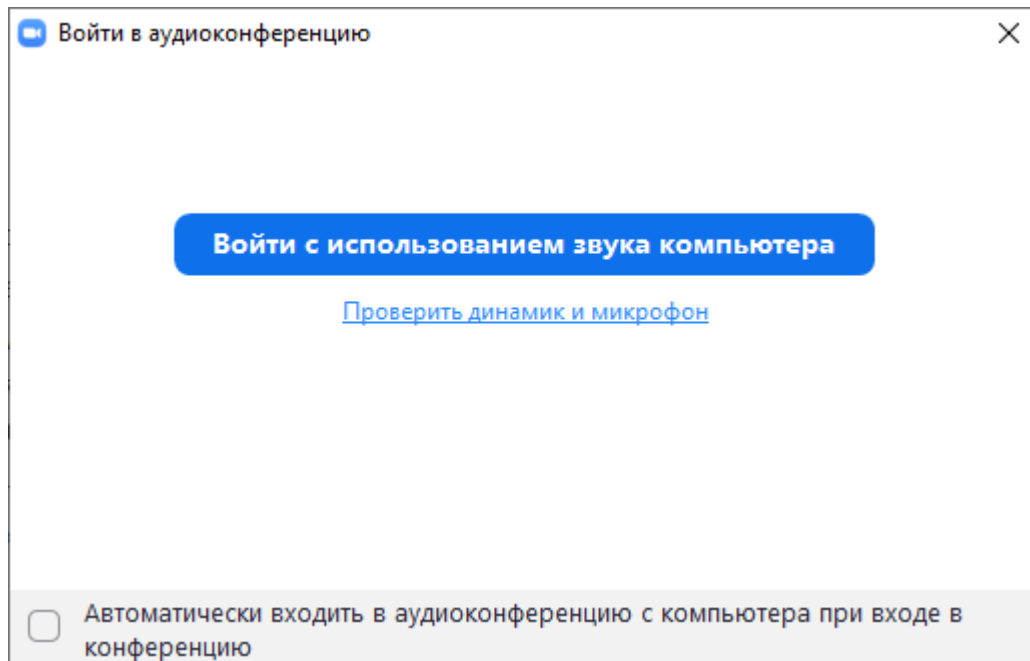 Войти в аудиоконференцию
Войти с использованием звука компьютера
Проверить динамик и микрофон
Автоматически входить в аудиоконференцию с компьютера при входе в
конференцию